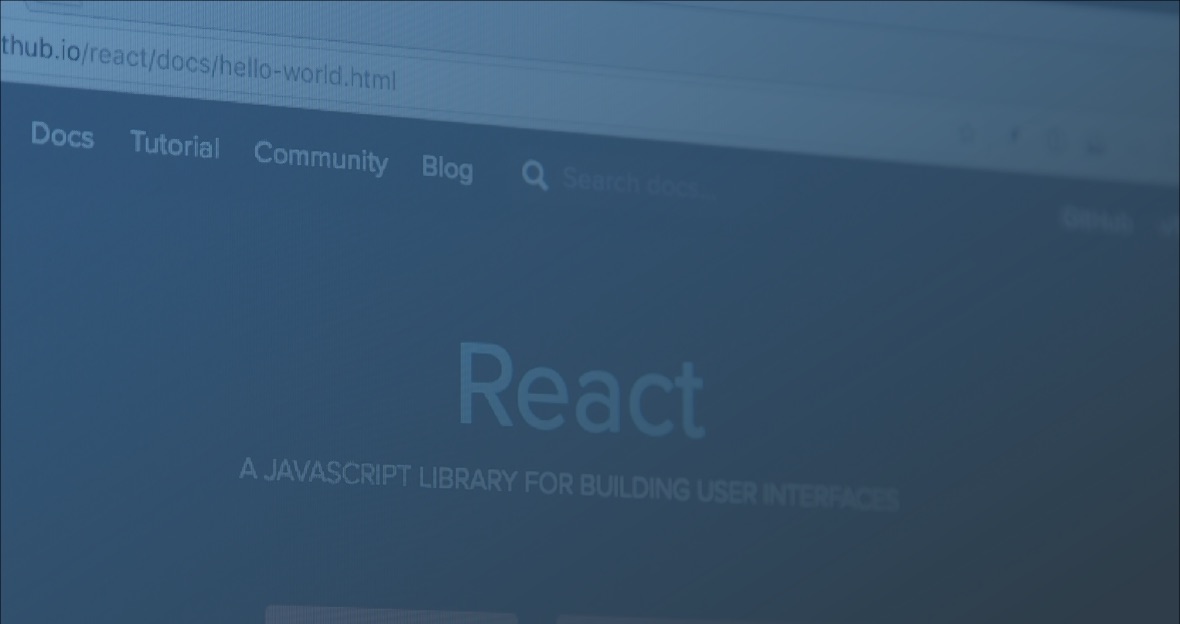 thub.io/react/docs/hello-world.html
Docs Tutorial Community Blog Search docs...
GitHub
React
A JAVASCRIPT LIBRARY FOR BUILDING USER INTERFACES